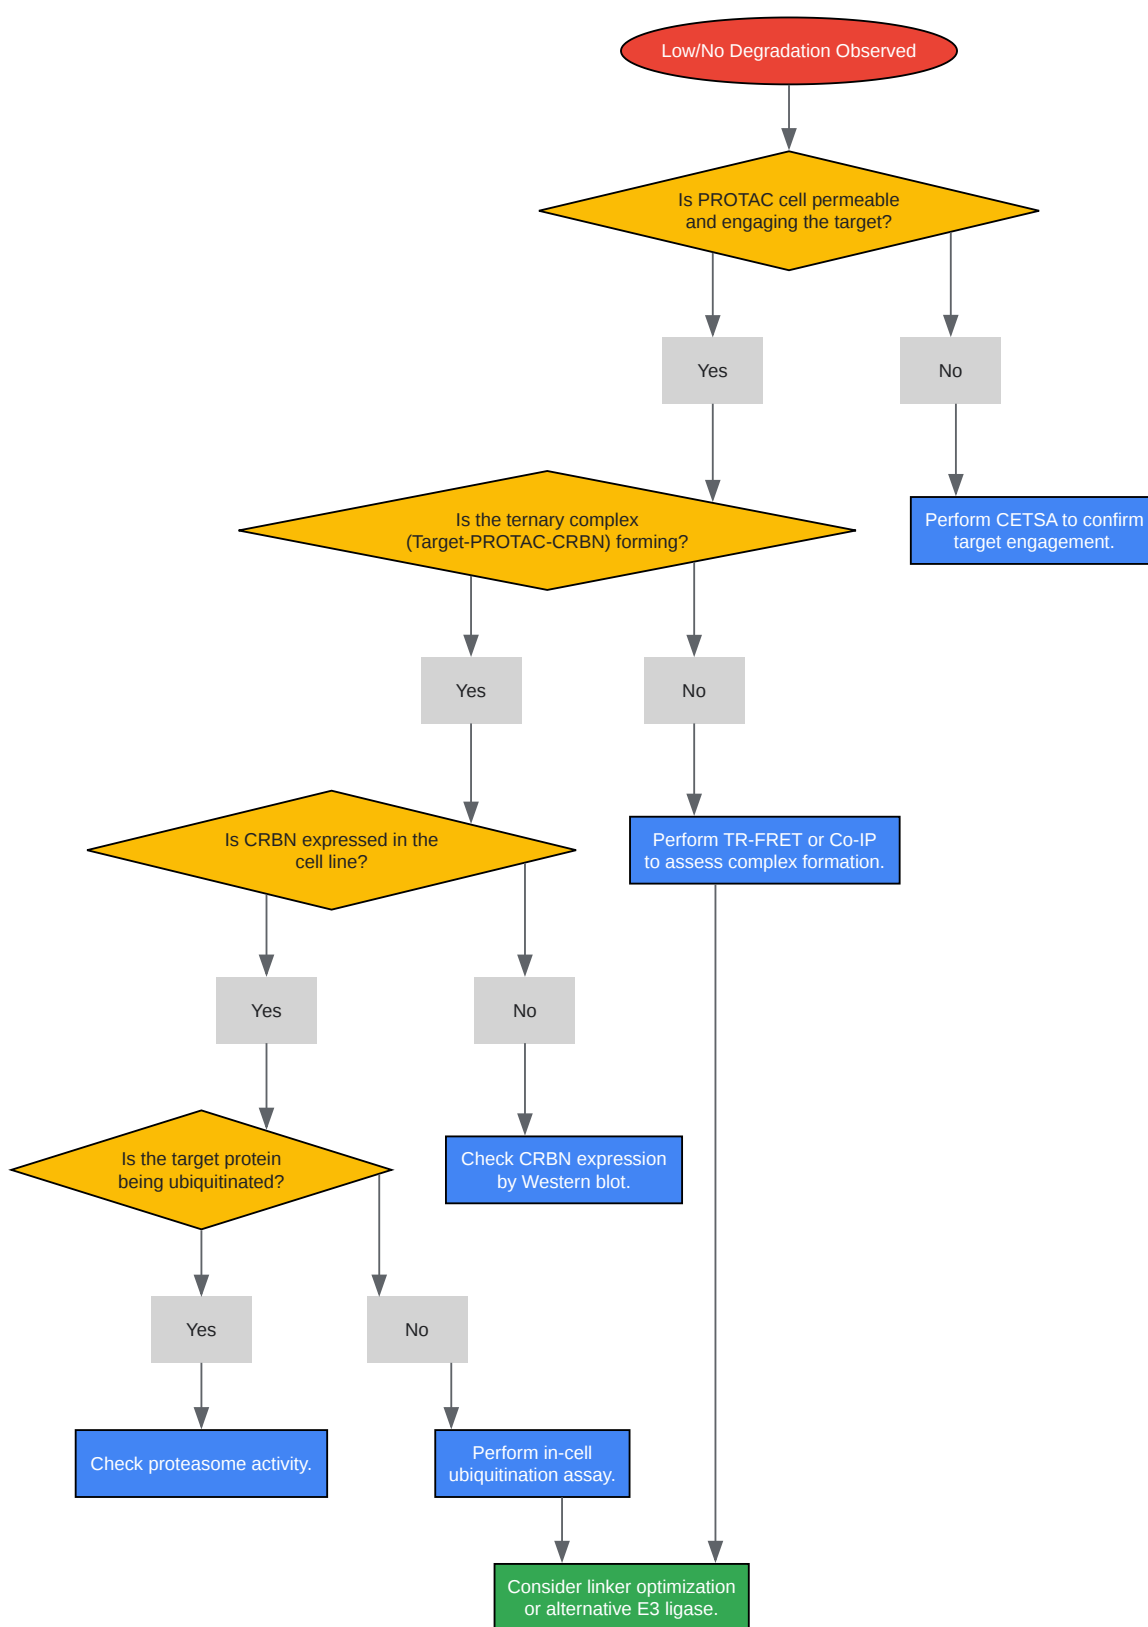 Low/No Degradation Observed
Is PROTAC cell permeable
and engaging the target?
Yes
No
Is the ternary complex
(Target-PROTAC-CRBN) forming?
Perform CETSA to confirm
target engagement.
Yes
No
Is CRBN expressed in the
cell line?
Perform TR-FRET or Co-IP
to assess complex formation.
Yes
No
Is the target protein
being ubiquitinated?
Check CRBN expression
by Western blot.
Yes
No
Check proteasome activity.
Perform in-cell
ubiquitination assay.
Consider linker optimization
or alternative E3 ligase.